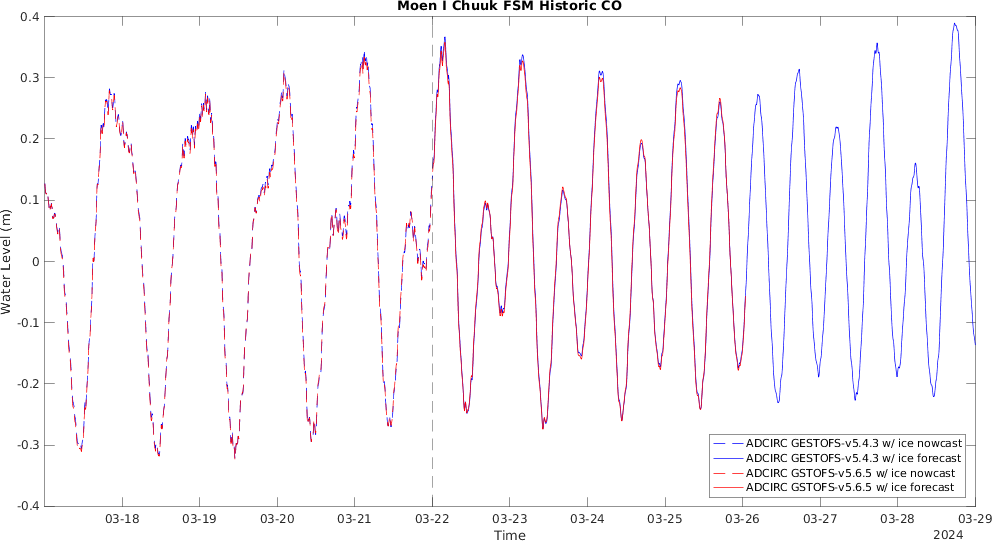 Moen I Chuuk FSM Historic CO
0.4
0.3
0.2
0.1
0
-0.1
-0.2
-0.3
-0.4
Water Level (m)
ADCIRC GESTOFS-v5.4.3 w/ ice nowcast
ADCIRC GESTOFS-v5.4.3 w/ ice forecast
ADCIRC GSTOFS-v5.6.5 w/ ice nowcast
ADCIRC GSTOFS-v5.6.5 w/ ice forecast
03-18 03-19 03-20 03-21 03-22 03-23 03-24 03-25 03-26 03-27 03-28 03-29
Time
2024